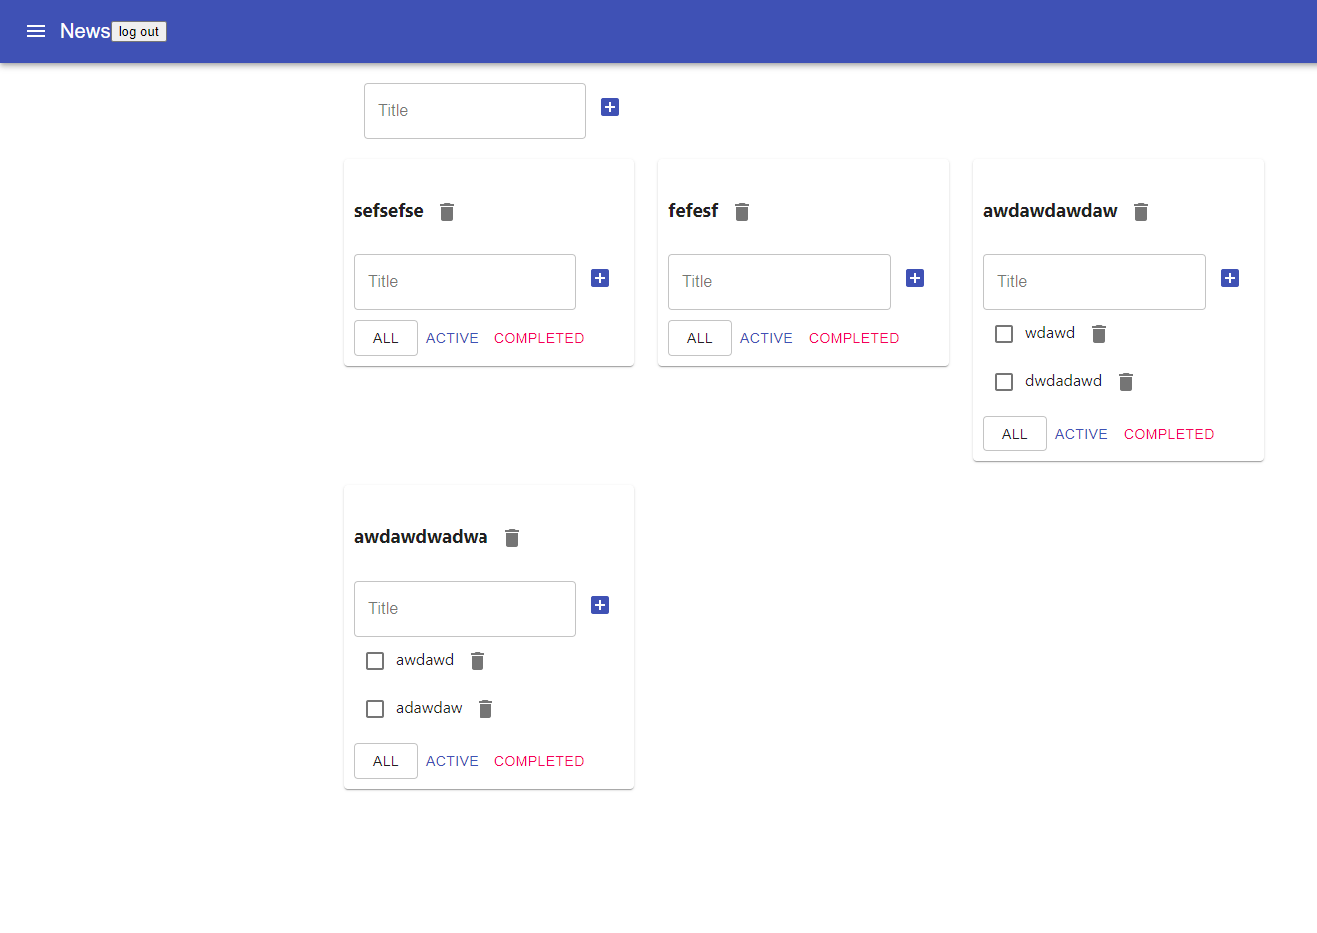 News log out
Title
sefsefse
Title
ALL ACTIVE COMPLETED
fefesf
Title
ALL ACTIVE COMPLETED
awdawdawdaw
Title
wdawd
dwdadawd
ALL ACTIVE COMPLETED
awdawdwadwa
Title
awdawd
adawdaw
ALL ACTIVE COMPLETED